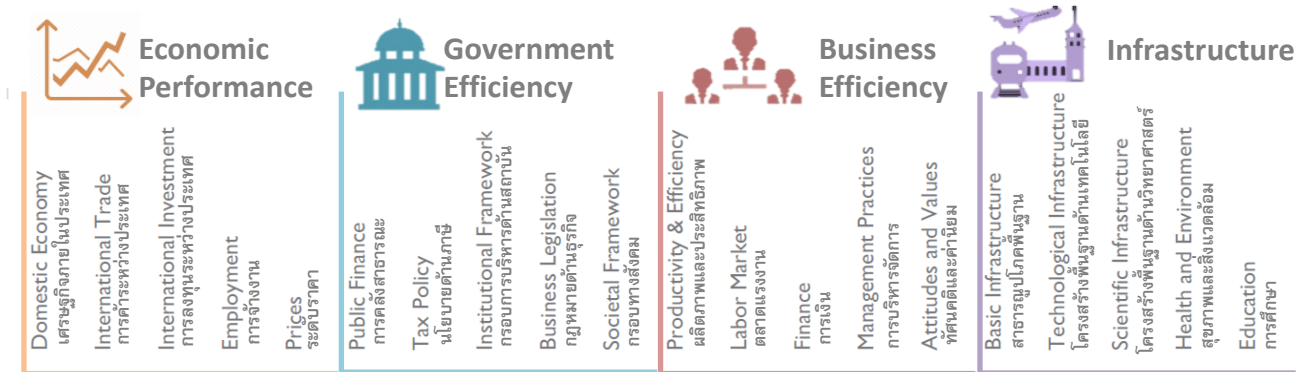 Economic
Performance
Domestic Economy
เศรษฐกิจภายในประเทศ
International Trade
การค้าระหว่างประเทศ
International Investment
การลงทุนระหว่างประเทศ
Employment
การจ้างงาน
Prices
ระดับราคา
Government
Efficiency
Public Finance
การคลังสาธารณะ
Tax Policy
นโยบายด้านภาษี
Institutional Framework
กรอบการบริหารด้านสถาบัน
Business Legislation
กฎหมายด้านธุรกิจ
Societal Framework
กรอบทางสังคม
Business
Efficiency
Productivity & Efficiency
ผลิตภาพและประสิทธิภาพ
Labor Market
ตลาดแรงงาน
Finance
การเงิน
Management Practices
การบริหารจัดการ
Attitudes and Values
ทัศนคติและค่านิยม
Infrastructure
Basic Infrastructure
สาธารณูปโภคพื้นฐาน
Technological Infrastructure
โครงสร้างพื้นฐานด้านเทคโนโลยี
Scientific Infrastructure
โครงสร้างพื้นฐานด้านวิทยาศาสตร์
Health and Environment
สุขภาพและสิ่งแวดล้อม
Education
การศึกษา